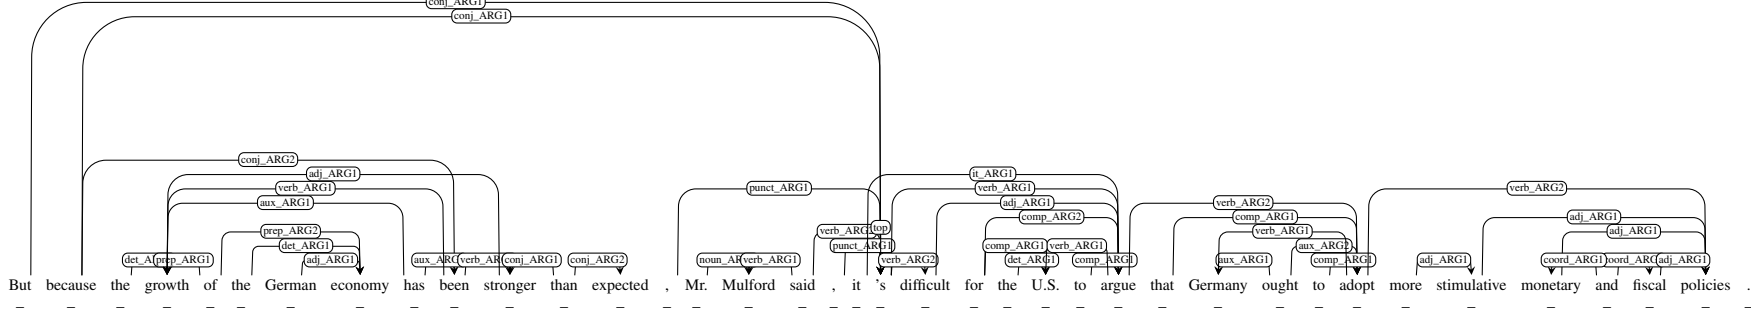 conj_ARG1
conj_ARG1
conj_ARG2
adj_ARG1 it_ARG1
verb_ARG1 punct_ARG1 verb_ARG1 verb_ARG2
aux_ARG1 adj_ARG1 verb_ARG2
comp_ARG2 comp_ARG1 adj_ARG1
prep_ARG2 top verb_ARG1 adj_ARG1
det_ARG1 punct_ARG1 comp_ARG1 verb_ARG1 aux_ARG2
prep_ARG1 adj_ARG1 conj_ARG1 conj_ARG2 verb_ARG1 verb_ARG2 det_ARG1 comp_ARG1 aux_ARG1 comp_ARG1 adj_ARG1 coord_ARG1 adj_ARG1
But because the growth of the German economy has been stronger than expected , Mr. Mulford said , it 's difficult for the U.S. to argue that Germany ought to adopt more stimulative monetary and fiscal policies .